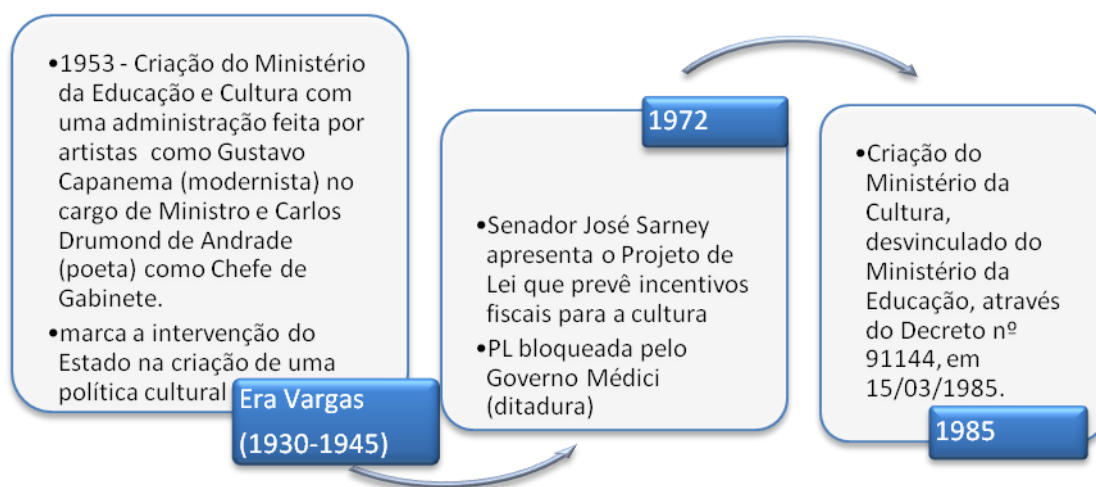 •1953 - Criação do Ministério
da Educação e Cultura com
uma administração feita por
artistas como Gustavo
Capanema (modernista) no
cargo de Ministro e Carlos
Drumond de Andrade
(poeta) como Chefe de
Gabinete.
•marca a intervenção do
Estado na criação de uma
política cultural
Era Vargas
(1930-1945)
1972
•Senador José Sarney
apresenta o Projeto de
Lei que prevê incentivos
fiscais para a cultura
•PL bloqueada pelo
Governo Médici
(ditadura)
•Criação do
Ministério da
Cultura,
desvinculado do
Ministério da
Educação, através
do Decreto nº
91144, em
15/03/1985.
1985